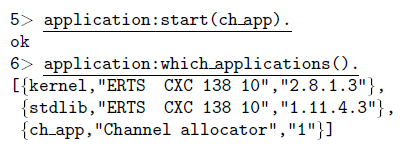 5> application:start(ch_app).
ok
6> application:which_applications().
[{kernel,"ERTS  CXC 138 10","2.8.1.3"},
 {stdlib,"ERTS  CXC 138 10","1.11.4.3"},
 {ch_app,"Channel allocator","1"}]